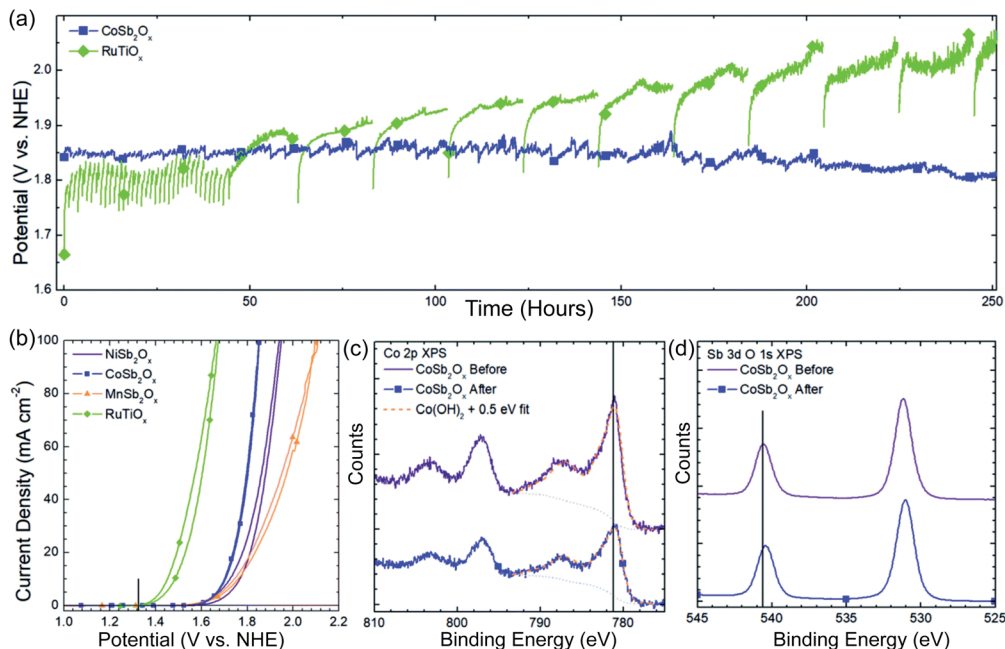 (a)
CoSb₂Oₓ
RuTiOₓ
Potential (V vs. NHE)
2.0
1.9
1.8
1.7
1.6
0 50 100 150 200 250
Time (Hours)
(b)
NiSb₂Oₓ
CoSb₂Oₓ
MnSb₂Oₓ
RuTiOₓ
Current Density (mA cm⁻²)
100
80
60
40
20
0
1.0 1.2 1.4 1.6 1.8 2.0 2.2
Potential (V vs. NHE)
(c)
Co 2p XPS
CoSb₂Oₓ Before
CoSb₂Oₓ After
Co(OH)₂ + 0.5 eV fit
Counts
810 800 790 780
Binding Energy (eV)
(d)
Sb 3d O 1s XPS
CoSb₂Oₓ Before
CoSb₂Oₓ After
Counts
545 540 535 530 525
Binding Energy (eV)